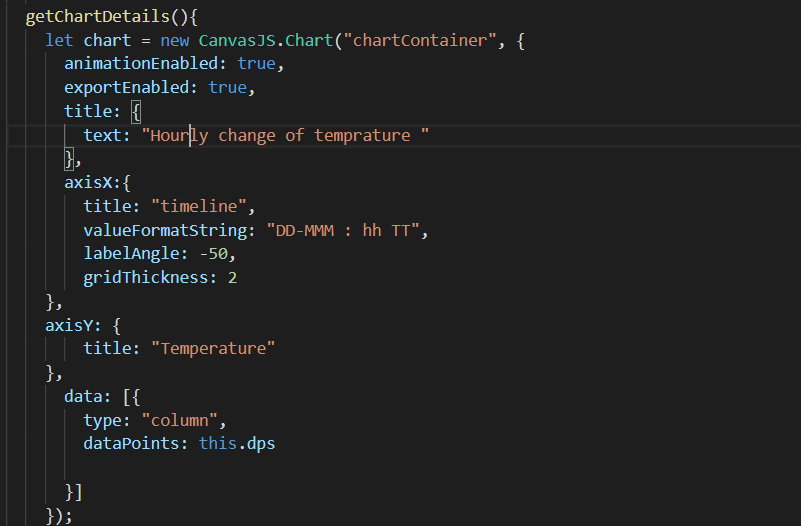 getChartDetails(){
let chart = new CanvasJS.Chart("chartContainer", {
animationEnabled: true,
exportEnabled: true,
title: {
text: "Hourly change of temprature "
},
axisX:{
title: "timeline",
valueFormatString: "DD-MMM : hh TT",
labelAngle: -50,
gridThickness: 2
},
axisY: {
title: "Temperature"
},
data: [{
type: "column",
dataPoints: this.dps
}]
});